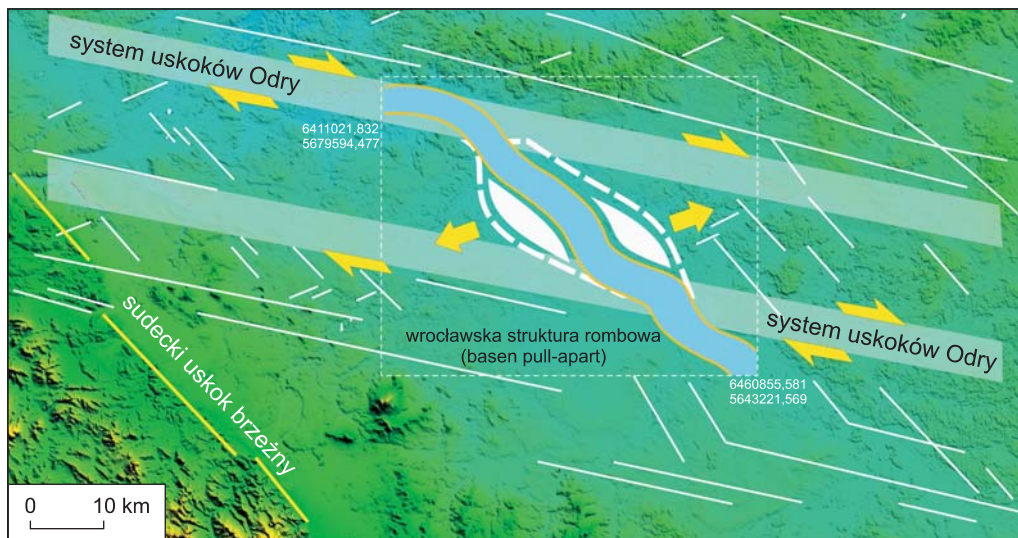 system uskoków Odry
6411021,832
5679594,477
wrocławska struktura rombowa
(basen pull-apart)
system uskoków Odry
6460855,581
5643221,569
sudecki uskok brzeżny
0 10 km